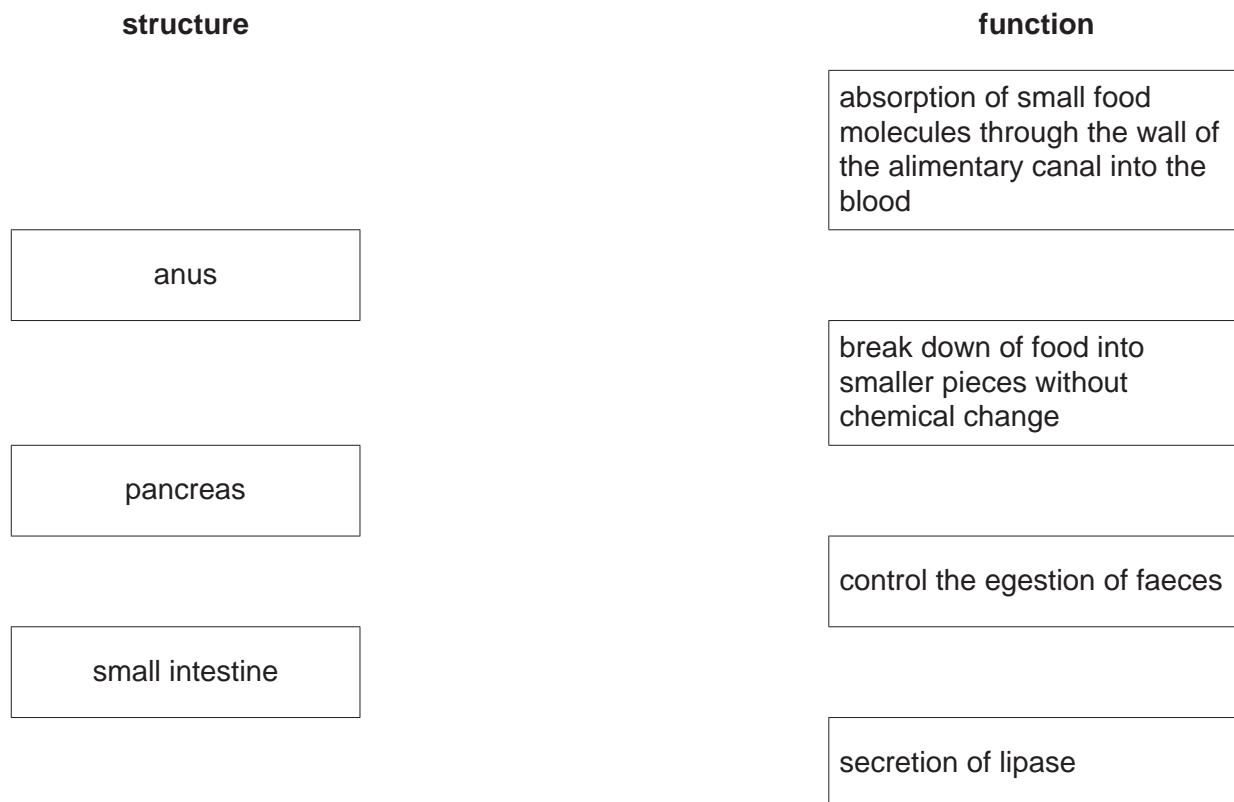 structure
function
absorption of small food
molecules through the wall of
the alimentary canal into the
blood
anus
break down of food into
smaller pieces without
chemical change
pancreas
control the egestion of faeces
small intestine
secretion of lipase